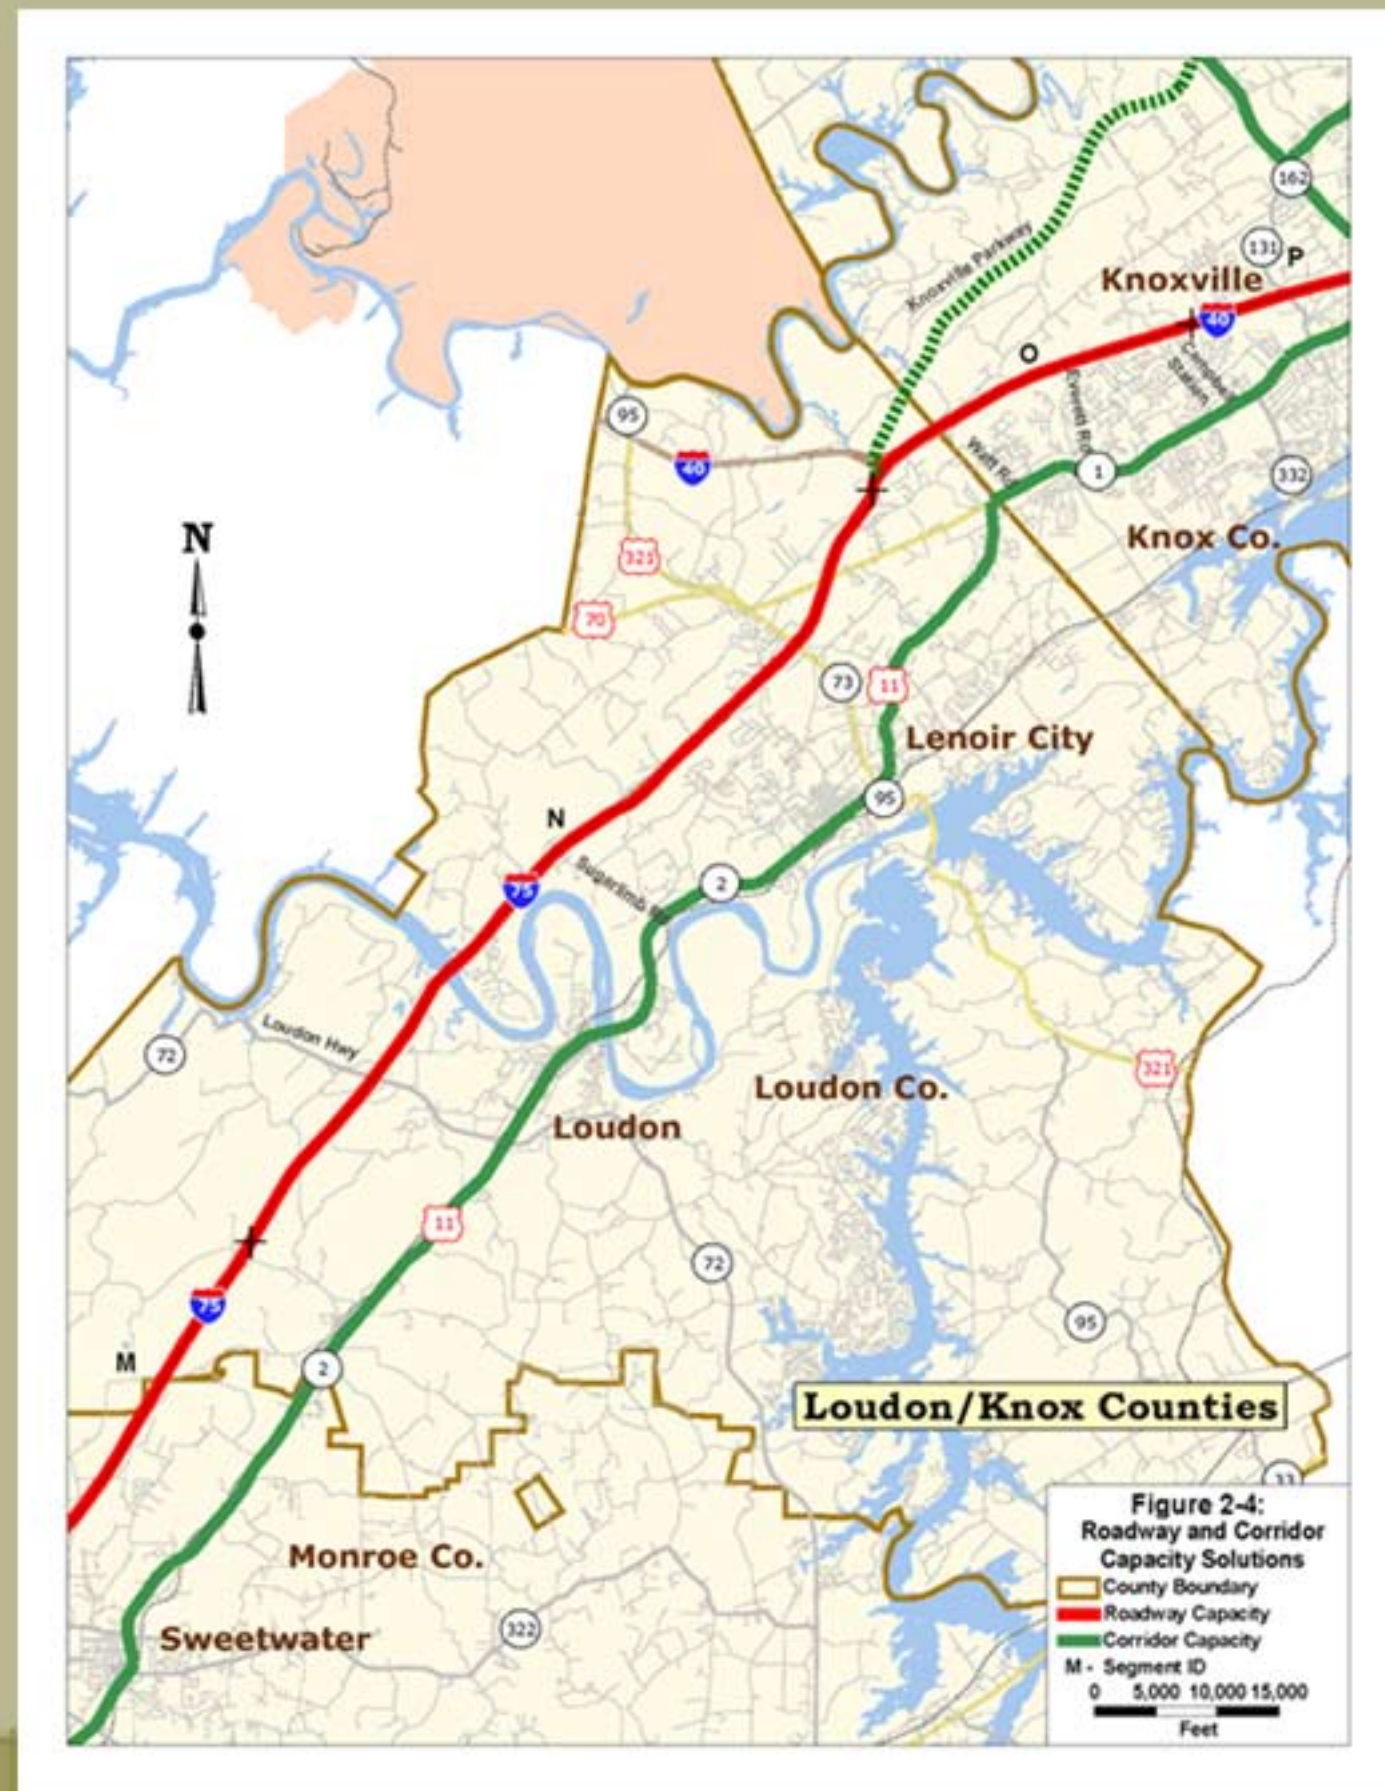 162
131
P
Knoxville
40
Knoxville Parkway
O
Campbell
Station
Everett Rd
95
40
Watt Rd
1
332
N
Knox Co.
321
70
73
11
Lenoir City
95
N
75
Sugarlimb Rd
2
72
Loudon Hwy
321
Loudon Co.
Loudon
11
72
75
95
M
2
Loudon/Knox Counties
33
Figure 2-4:
Roadway and Corridor
Capacity Solutions
County Boundary
Roadway Capacity
Corridor Capacity
M - Segment ID
0 5,000 10,000 15,000
Feet
Monroe Co.
322
Sweetwater